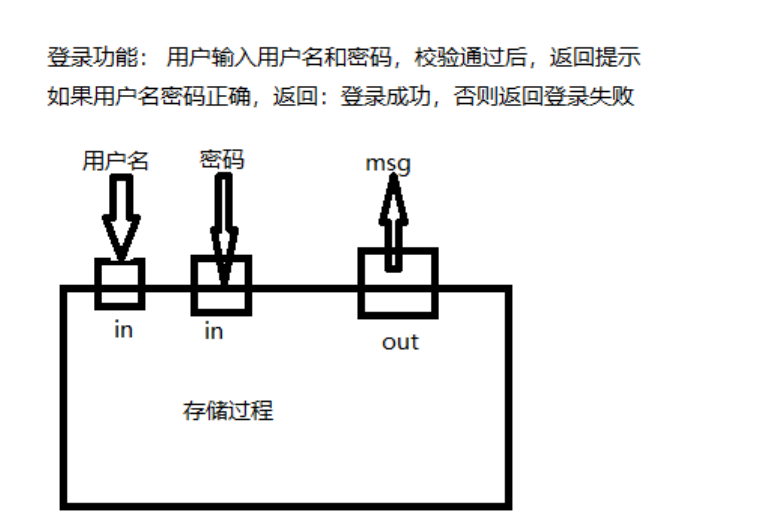 登录功能： 用户输入用户名和密码，校验通过后，返回提示
如果用户名密码正确，返回：登录成功，否则返回登录失败
用户名 密码 msg
in in out
存储过程